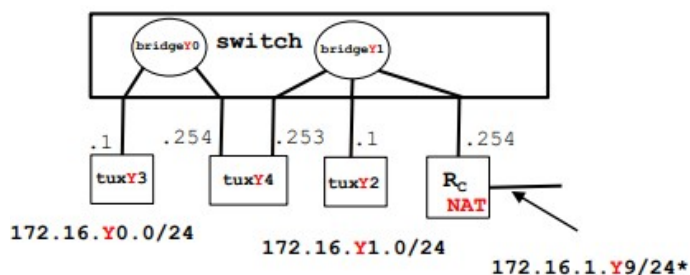 bridgeY0 switch bridgeY1
.1 .254 .253 .1 .254
tuxY3 tuxY4 tuxY2 RC
NAT
172.16.Y0.0/24 172.16.Y1.0/24
172.16.1.Y9/24*